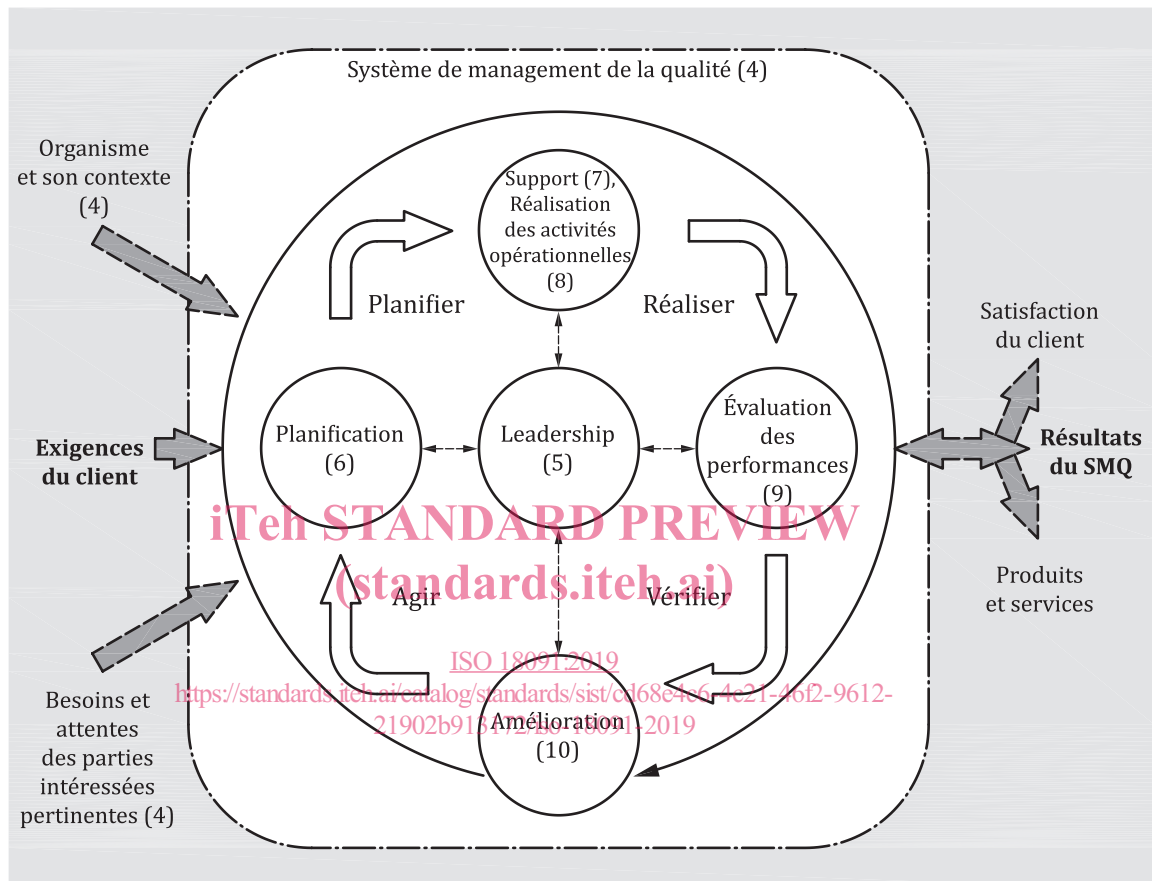 Système de management de la qualité (4)
Organisme
et son contexte
(4)
Support (7),
Réalisation
des activités
opérationnelles
(8)
Planifier
Réaliser
Satisfaction
du client
Exigences
du client
Planification
(6)
Leadership
(5)
Évaluation
des
performances
(9)
Résultats
du SMQ
iTeh STANDARD PREVIEW
(standards.iteh.ai)
Agir
Vérifier
Produits
et services
ISO 18091:2019
https://standards.iteh.ai/catalog/standards/sist/cd68e4c6-4c21-46f2-9612-
21902b913172/iso-18091-2019
Besoins et
attentes
des parties
intéressées
pertinentes (4)
Amélioration
(10)